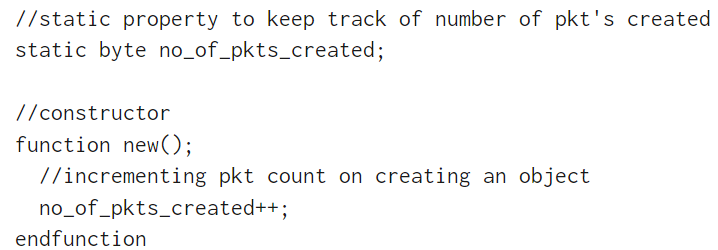 //static property to keep track of number of pkt's created
static byte no_of_pkts_created;
//constructor
function new();
//incrementing pkt count on creating an object
no_of_pkts_created++;
endfunction